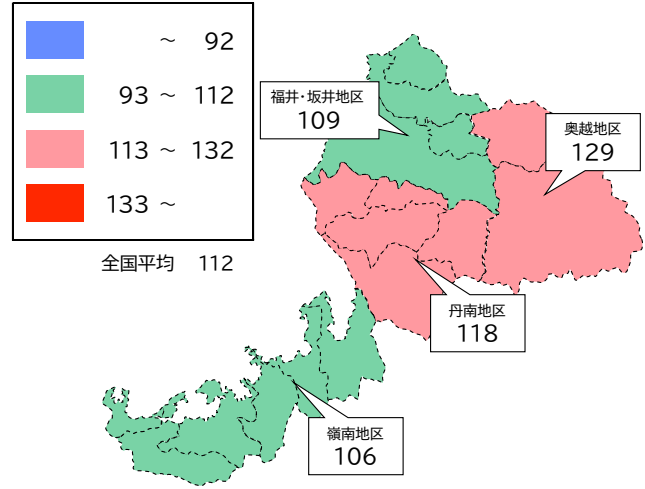 ～ 92
93 ～ 112
113 ～ 132
133 ～
全国平均 112
福井・坂井地区
109
奥越地区
129
丹南地区
118
嶺南地区
106